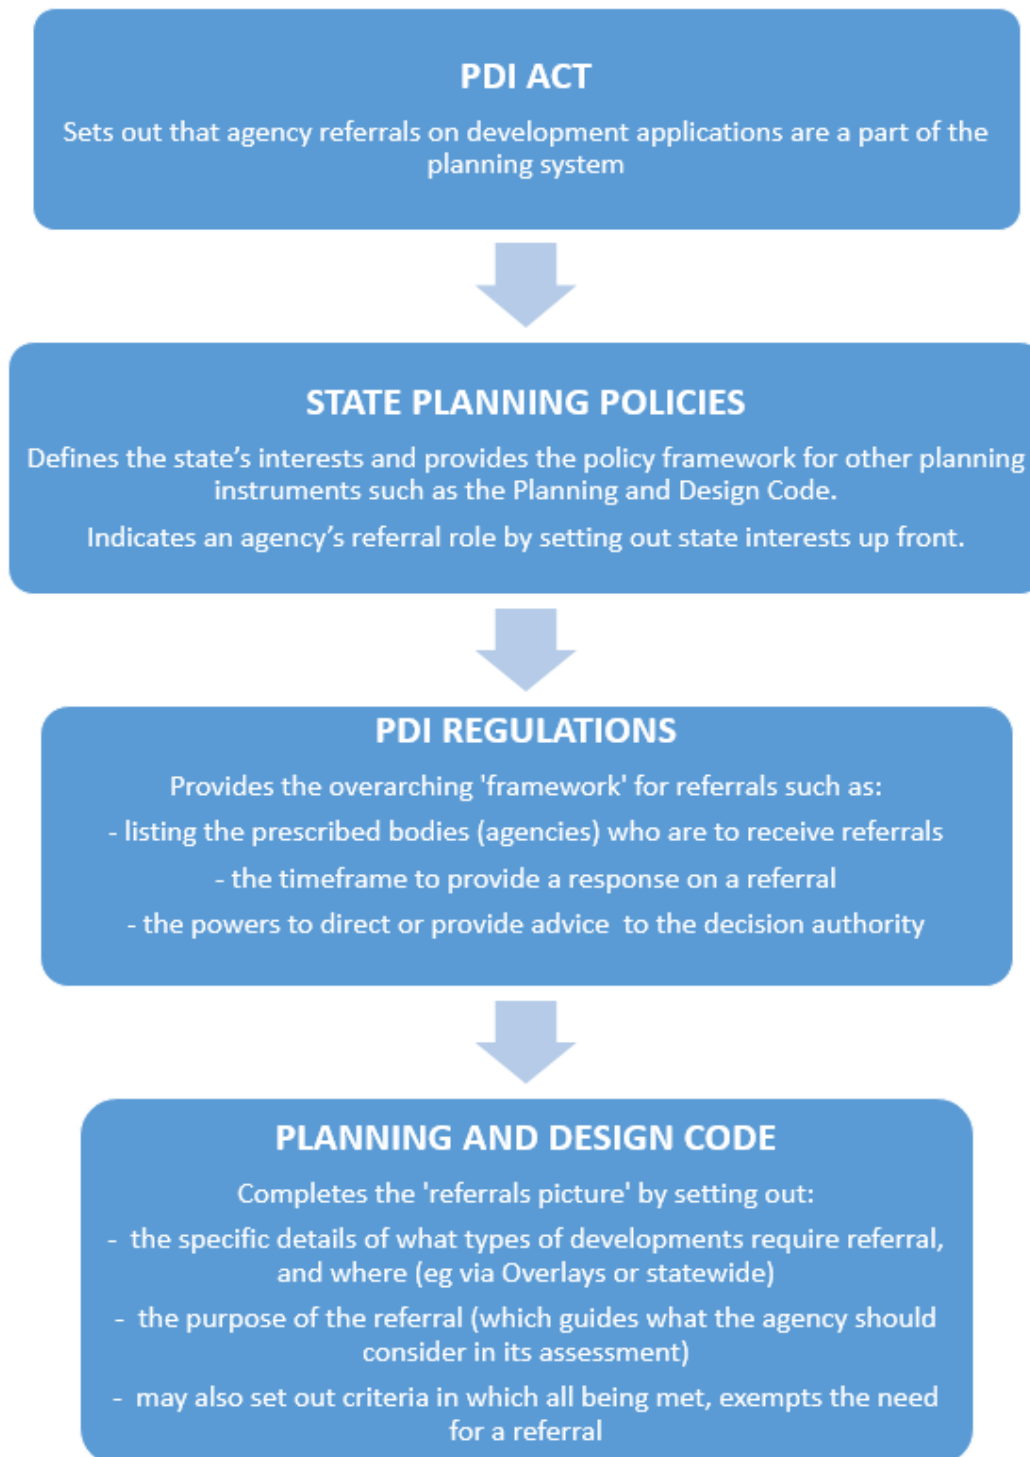 PDI ACT
Sets out that agency referrals on development applications are a part of the
planning system
STATE PLANNING POLICIES
Defines the state’s interests and provides the policy framework for other planning
instruments such as the Planning and Design Code.
Indicates an agency’s referral role by setting out state interests up front.
PDI REGULATIONS
Provides the overarching 'framework' for referrals such as:
- listing the prescribed bodies (agencies) who are to receive referrals
- the timeframe to provide a response on a referral
- the powers to direct or provide advice  to the decision authority
PLANNING AND DESIGN CODE
Completes the 'referrals picture' by setting out:
-  the specific details of what types of developments require referral,
and where (eg via Overlays or statewide)
-  the purpose of the referral (which guides what the agency should
consider in its assessment)
-  may also set out criteria in which all being met, exempts the need
for a referral